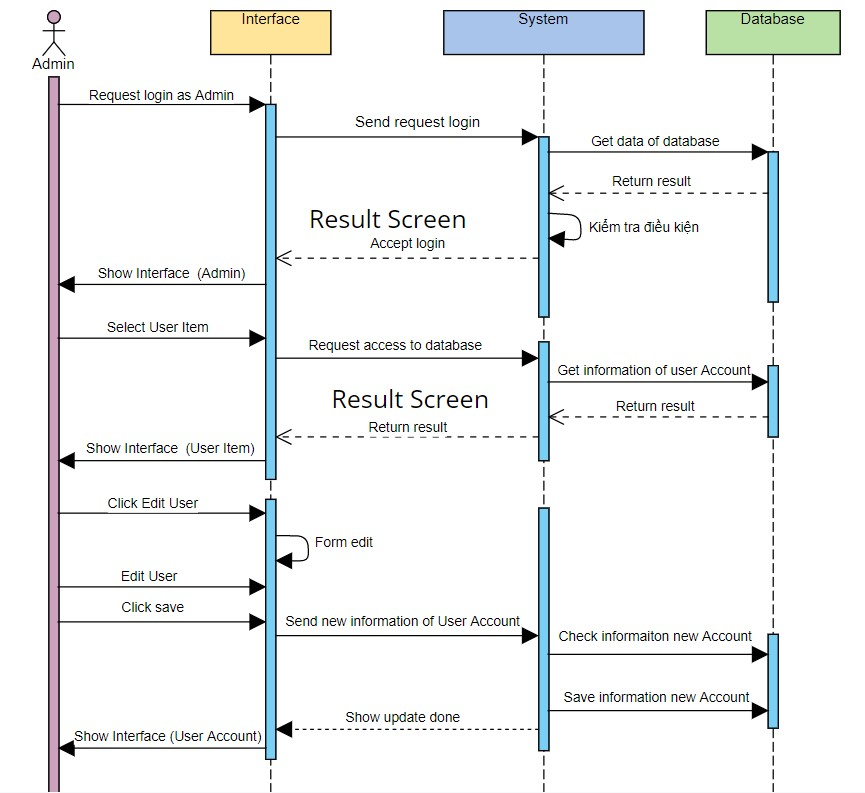 Interface
System
Database
Admin
Request login as Admin
Send request login
Get data of database
Return result
Result Screen
Kiểm tra điều kiện
Accept login
Show Interface (Admin)
Select User Item
Request access to database
Get information of user Account
Result Screen
Return result
Return result
Show Interface (User Item)
Click Edit User
Form edit
Edit User
Click save
Send new information of User Account
Check informaiton new Account
Save information new Account
Show update done
Show Interface (User Account)